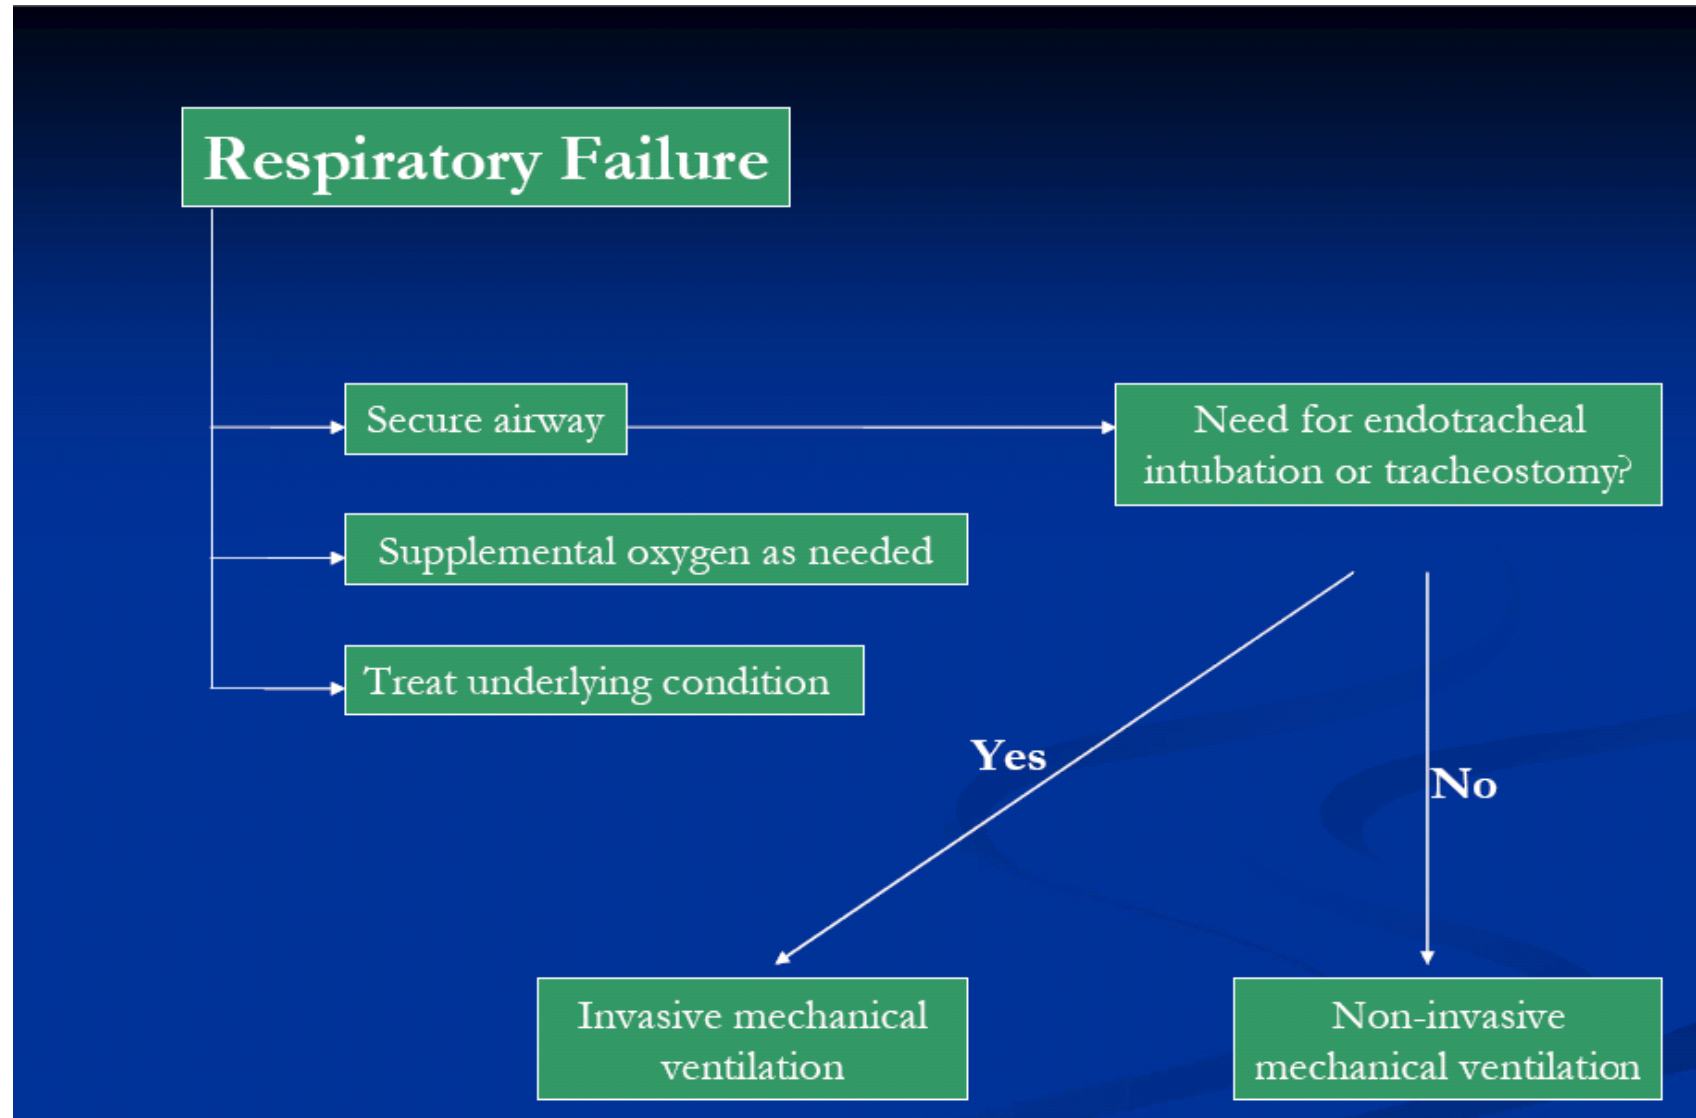 Respiratory Failure
Secure airway
Need for endotracheal
intubation or tracheostomy?
Supplemental oxygen as needed
Treat underlying condition
Yes
No
Invasive mechanical
ventilation
Non-invasive
mechanical ventilation